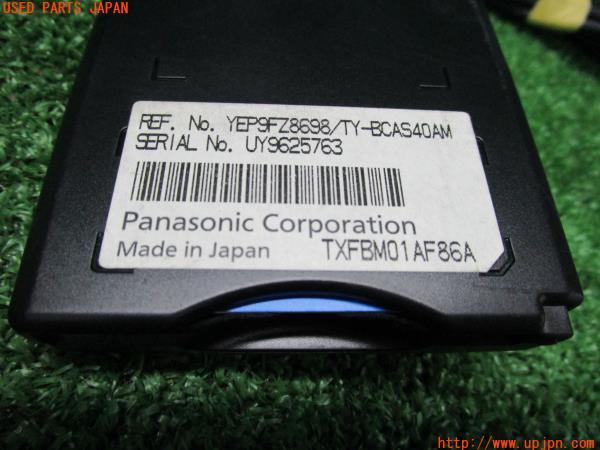 USED PARTS JAPAN
REF. No. YEP9FZ8698/TY-BCAS40AM
SERIAL No. UY9625763
Panasonic Corporation
Made in Japan TXFBM01AF86A
http://www.upjpn.com